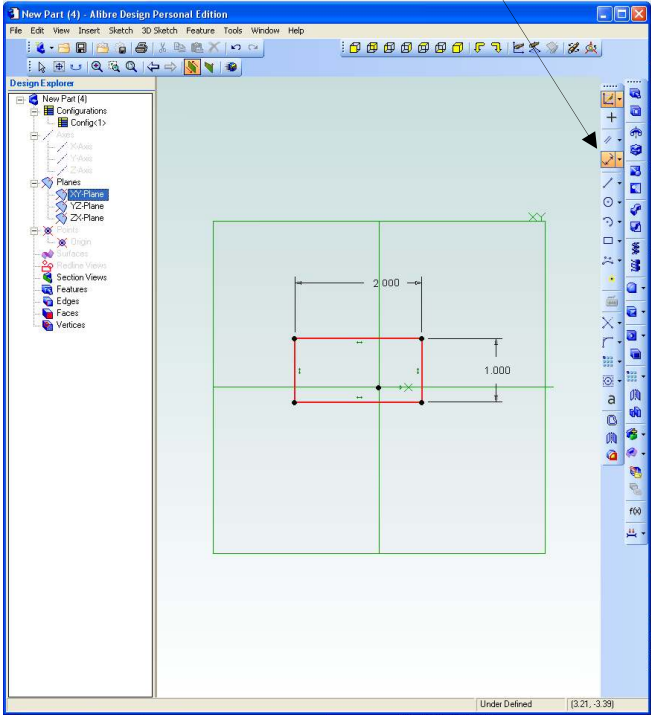 New Part (4) - Alibre Design Personal Edition
File Edit View Insert Sketch 3D Sketch Feature Tools Window Help
Design Explorer
New Part (4)
Configurations
Config<1>
Axes
X-Axis
Y-Axis
Z-Axis
Planes
XY-Plane
YZ-Plane
ZX-Plane
Points
Origin
Surfaces
Redline Views
Section Views
Features
Edges
Faces
Vertices
XY
2.000
1.000
X
a
f(x)
Under Defined
(3.21, -3.39)